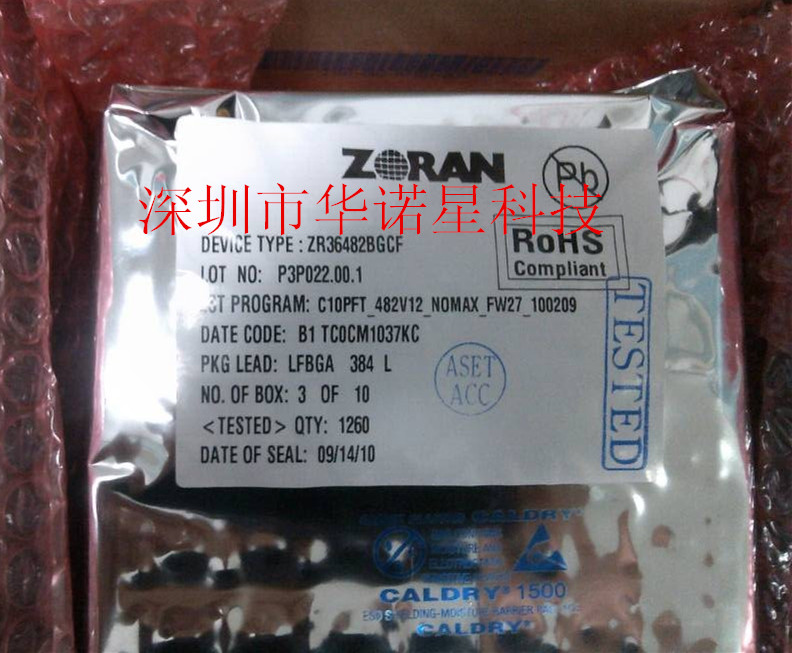 ZORAN
Pb
深圳市华诺星科技
DEVICE TYPE : ZR36482BGCF
RoHS
Compliant
LOT NO: P3P022.00.1
PROGRAM: C10PFT_482V12_NOMAX_FW27_100209
DATE CODE: B1 TC0CM1037KC
PKG LEAD: LFBGA 384 L
NO. OF BOX: 3 OF 10
<TESTED> QTY: 1260
DATE OF SEAL: 09/14/10
ASET
ACC
TESTED
CALDRY
CALDRY 1500
CALDRY